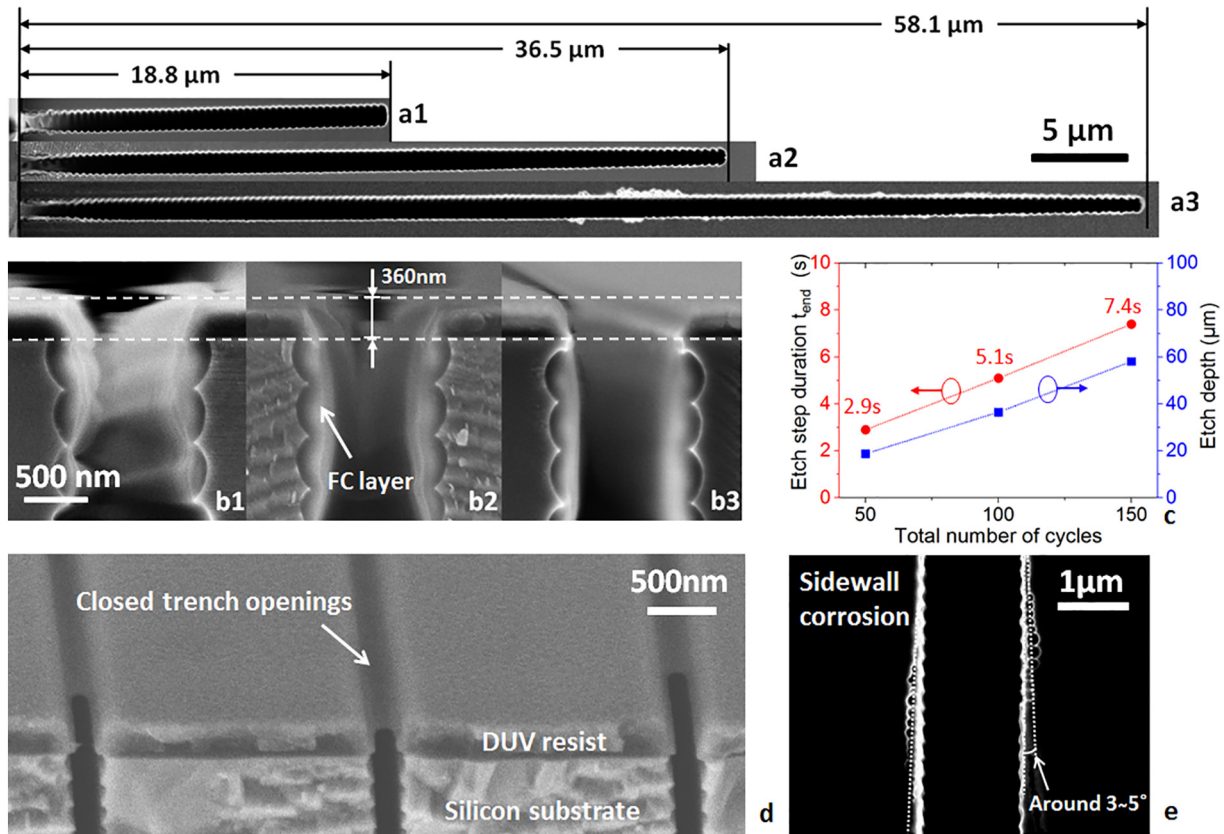 58.1 µm
36.5 µm
18.8 µm
a1
a2
5 µm
a3
360nm
FC layer
500 nm
b1
b2
b3
Etch step duration t_end (s)
10
8
6
4
2
0
2.9s
5.1s
7.4s
100
80
60
40
20
0
Etch depth (µm)
50
100
150
Total number of cycles
c
Closed trench openings
500nm
DUV resist
Silicon substrate
d
Sidewall
corrosion
1µm
Around 3~5°
e